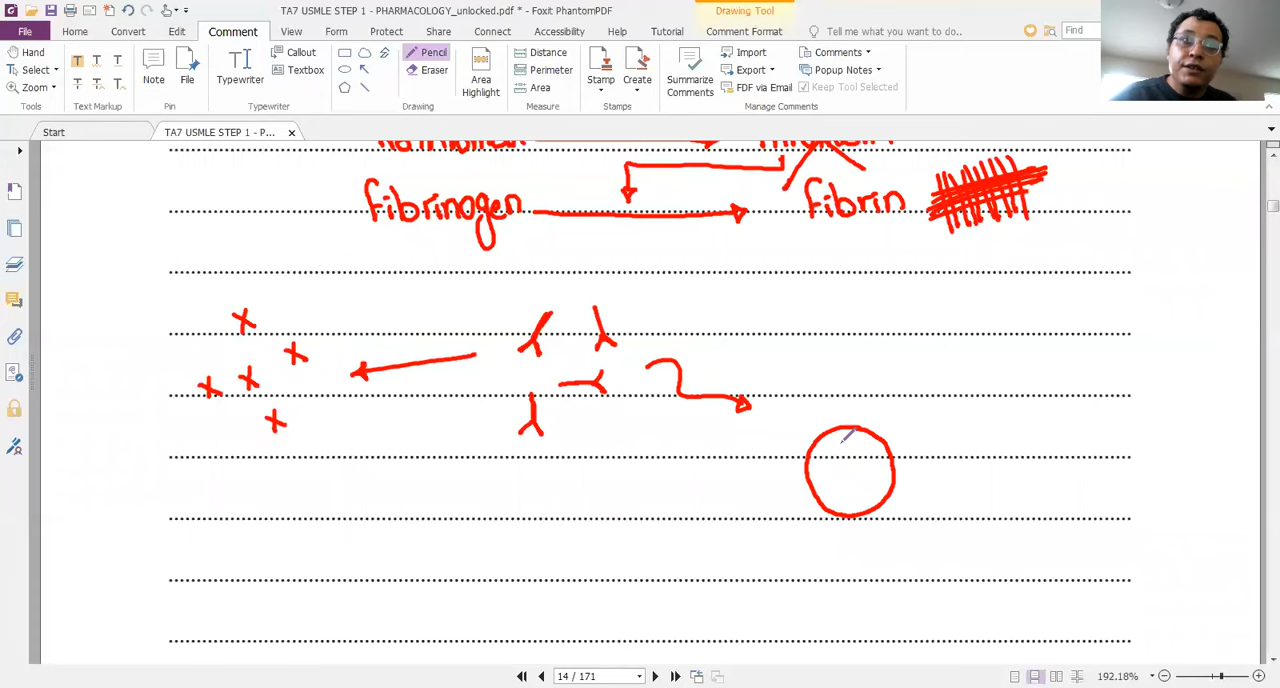 TA7 USMLE STEP 1 - PHARMACOLOGY_unlocked.pdf * - Foxit PhantomPDF
Drawing Tool
File Home Convert Edit Comment View Form Protect Share Connect Accessibility Help Tutorial Comment Format Tell me what you want to do.. Find
Hand
Select
Zoom
Tools
T T T
T T T
Text Markup
Note
File
Pin
Typewriter
Callout
Textbox
Typewriter
Pencil
Eraser
Drawing
Area Highlight
Distance
Perimeter
Area
Measure
Stamp
Create
Stamps
Summarize Comments
Import
Export
FDF via Email
Comments
Popup Notes
Keep Tool Selected
Manage Comments
Start TA7 USMLE STEP 1 - P...
Fibrinogen Fibrin
x
x
x x
x
14 / 171
192.18%